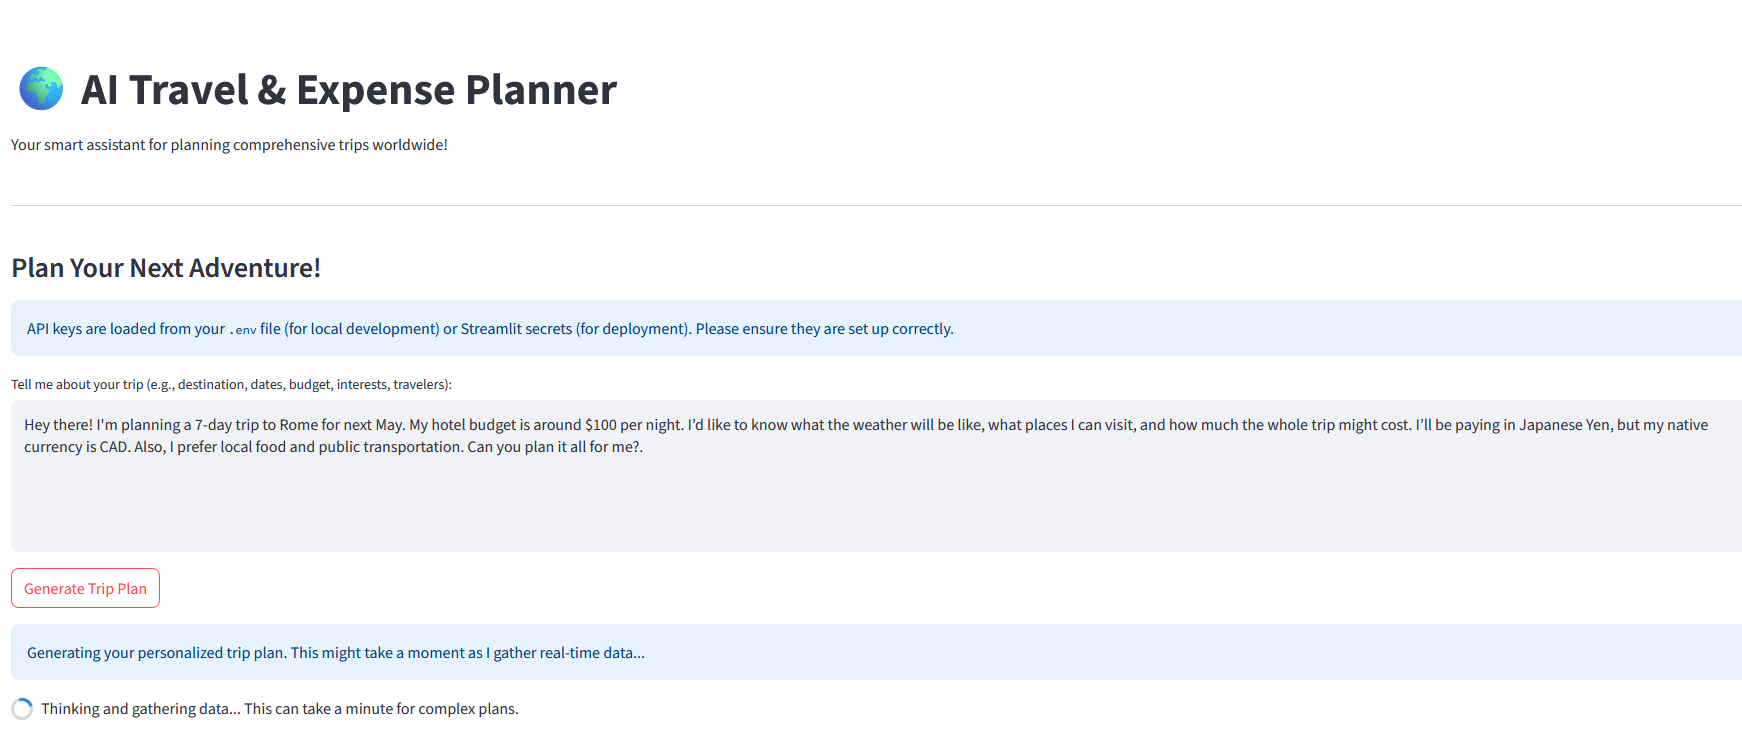 AI Travel & Expense Planner
Your smart assistant for planning comprehensive trips worldwide!
Plan Your Next Adventure!
API keys are loaded from your .env file (for local development) or Streamlit secrets (for deployment). Please ensure they are set up correctly.
Tell me about your trip (e.g., destination, dates, budget, interests, travelers):
Hey there! I'm planning a 7-day trip to Rome for next May. My hotel budget is around $100 per night. I’d like to know what the weather will be like, what places I can visit, and how much the whole trip might cost. I’ll be paying in Japanese Yen, but my native
currency is CAD. Also, I prefer local food and public transportation. Can you plan it all for me?.
Generate Trip Plan
Generating your personalized trip plan. This might take a moment as I gather real-time data...
Thinking and gathering data... This can take a minute for complex plans.